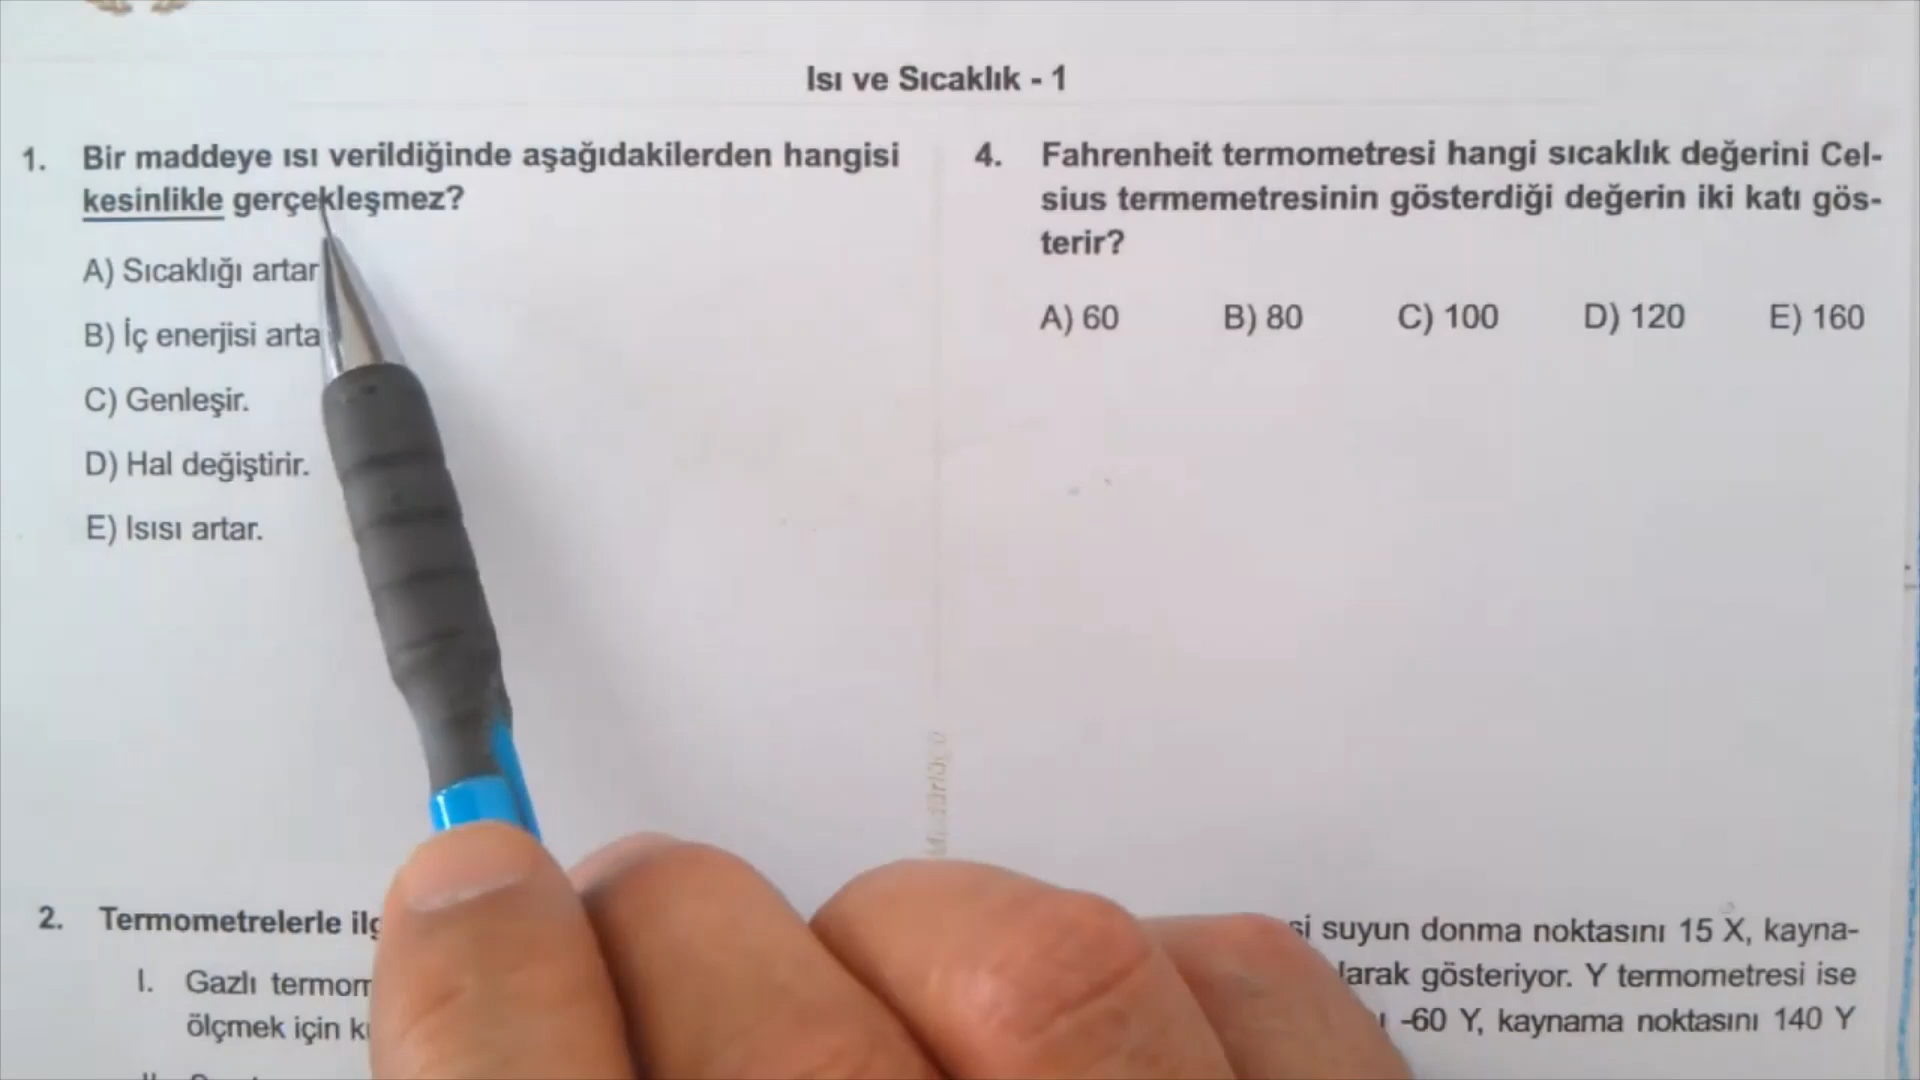 Isı ve Sıcaklık - 1
1. Bir maddeye ısı verildiğinde aşağıdakilerden hangisi
kesinlikle gerçekleşmez?
A) Sıcaklığı artar
B) İç enerjisi arta
C) Genleşir.
D) Hal değiştirir.
E) Isısı artar.
2. Termometrelerle
I. Gazlı
ölçmek için
4. Fahrenheit termometresi hangi sıcaklık değerini Cel-
sius termemetresinin gösterdiği değerin iki katı gös-
terir?
A) 60 B) 80 C) 100 D) 120 E) 160
suyun donma noktasını 15 X, kayna-
larak gösteriyor. Y termometresi ise
-60 Y, kaynama noktasını 140 Y